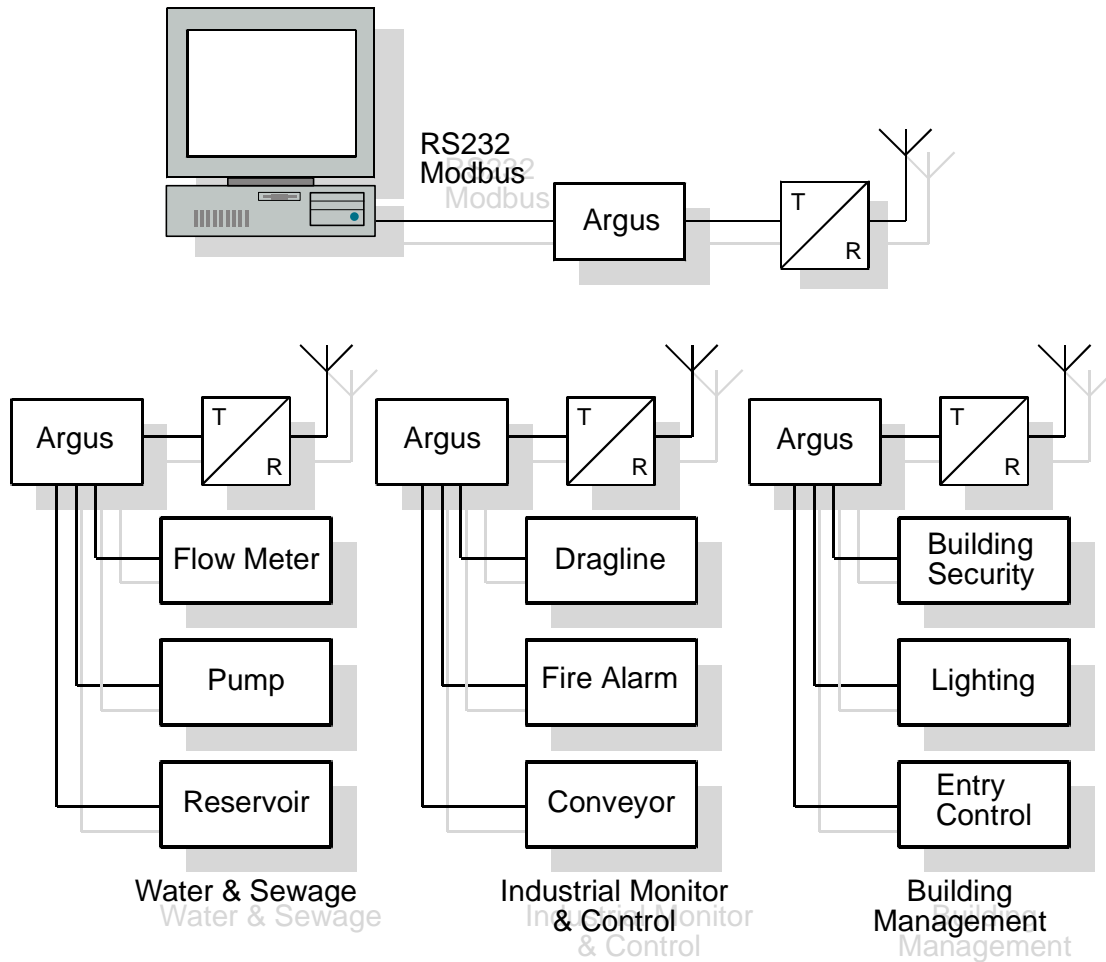 RS232
Modbus
Argus
T
R
Argus
T
R
Flow Meter
Pump
Reservoir
Water & Sewage
Argus
T
R
Dragline
Fire Alarm
Conveyor
Industrial Monitor
& Control
Argus
T
R
Building
Security
Lighting
Entry
Control
Building
Management